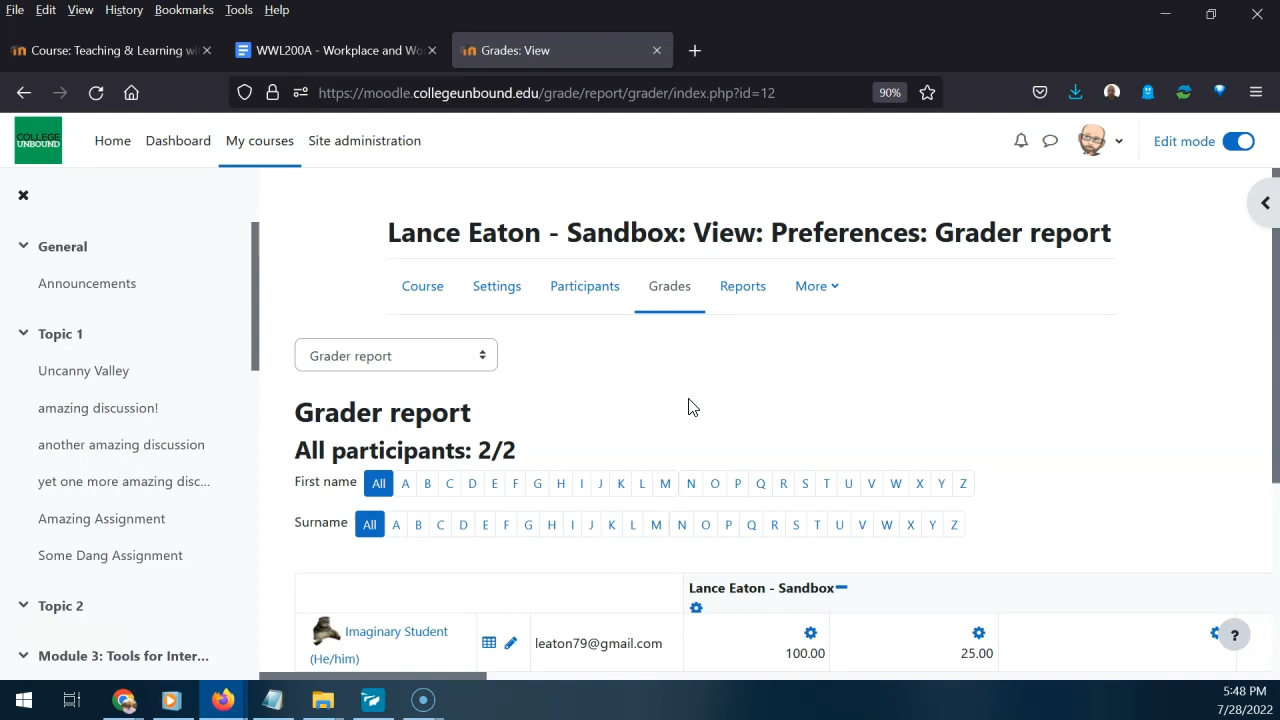 File Edit View History Bookmarks Tools Help
Course: Teaching & Learning wi
WWL200A - Workplace and Wo
Grades: View
https://moodle.collegeunbound.edu/grade/report/grader/index.php?id=12
90%
COLLEGE
UNBOUND
Home Dashboard My courses Site administration
Edit mode
General
Announcements
Topic 1
Uncanny Valley
amazing discussion!
another amazing discussion
yet one more amazing disc...
Amazing Assignment
Some Dang Assignment
Topic 2
Module 3: Tools for Inter...
Lance Eaton - Sandbox: View: Preferences: Grader report
Course Settings Participants Grades Reports More
Grader report
Grader report
All participants: 2/2
First name All A B C D E F G H I J K L M N O P Q R S T U V W X Y Z
Surname All A B C D E F G H I J K L M N O P Q R S T U V W X Y Z
Lance Eaton - Sandbox
Imaginary Student
(He/him)
leaton79@gmail.com
100.00
25.00
?
5:48 PM
7/28/2022